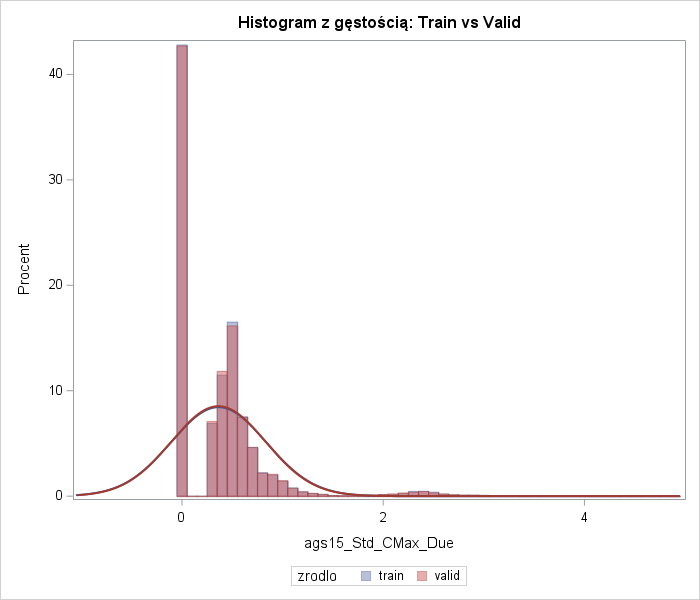 Histogram z gęstością: Train vs Valid
Procent
40
30
20
10
0
0 2 4
ags15_Std_CMax_Due
zrodlo train valid